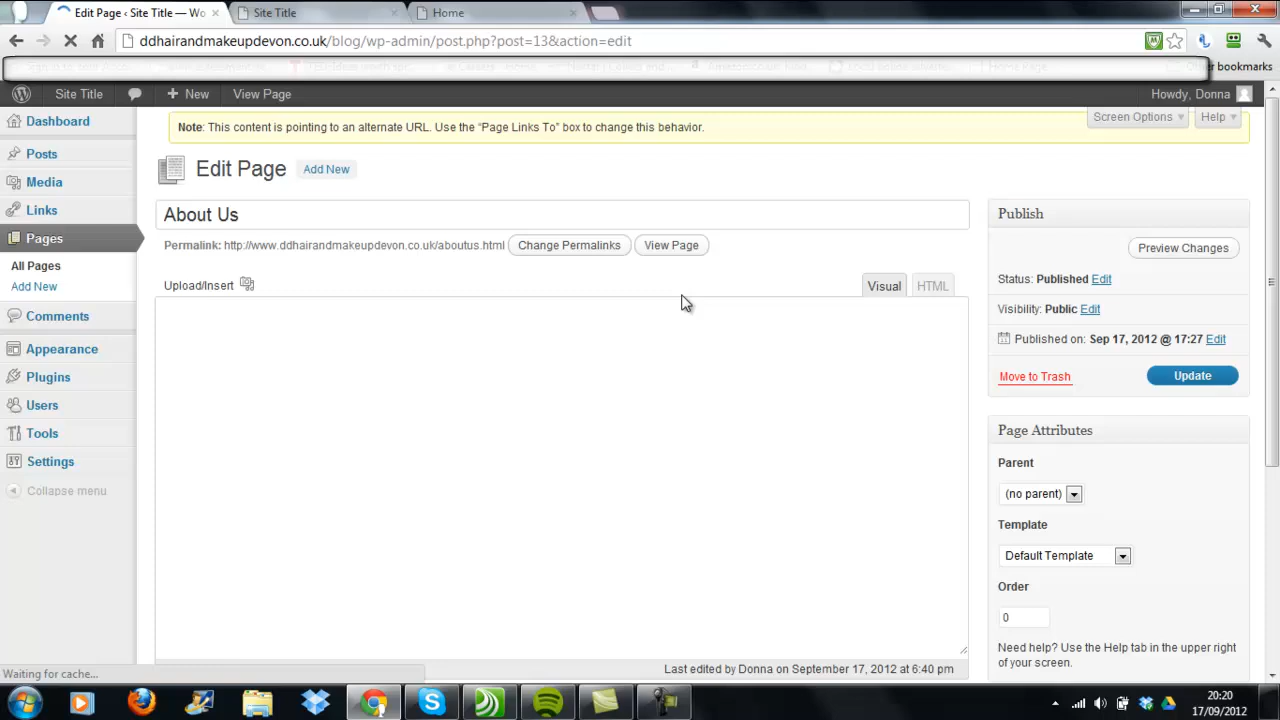 Edit Page ‹ Site Title — Wo
Site Title
Home
ddhairandmakeupdevon.co.uk/blog/wp-admin/post.php?post=13&action=edit
bookmarks
Site Title
New
View Page
Howdy, Donna
Note: This content is pointing to an alternate URL. Use the “Page Links To” box to change this behavior.
Screen Options
Help
Dashboard
Posts
Media
Links
Pages
All Pages
Add New
Comments
Appearance
Plugins
Users
Tools
Settings
Collapse menu
Edit Page
Add New
About Us
Permalink: http://www.ddhairandmakeupdevon.co.uk/aboutus.html
Change Permalinks
View Page
Upload/Insert
Visual
HTML
Last edited by Donna on September 17, 2012 at 6:40 pm
Publish
Preview Changes
Status: Published Edit
Visibility: Public Edit
Published on: Sep 17, 2012 @ 17:27 Edit
Move to Trash
Update
Page Attributes
Parent
(no parent)
Template
Default Template
Order
0
Need help? Use the Help tab in the upper right
of your screen.
Waiting for cache...
20:20
17/09/2012